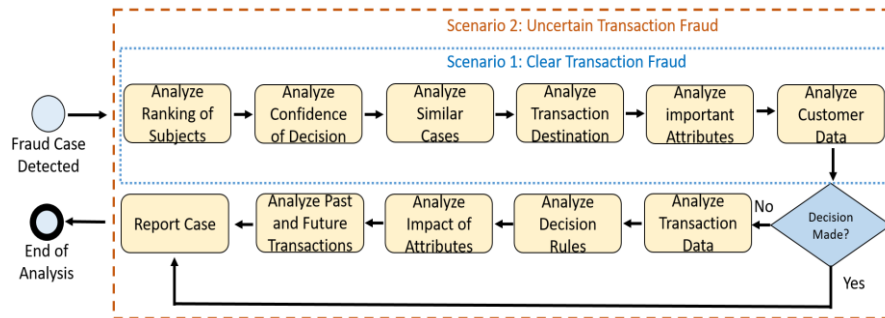 Scenario 2: Uncertain Transaction Fraud
Scenario 1: Clear Transaction Fraud
Fraud Case
Detected
Analyze
Ranking of
Subjects
Analyze
Confidence
of Decision
Analyze
Similar
Cases
Analyze
Transaction
Destination
Analyze
important
Attributes
Analyze
Customer
Data
Decision
Made?
No
Yes
Analyze
Transaction
Data
Analyze
Decision
Rules
Analyze
Impact of
Attributes
Analyze Past
and Future
Transactions
Report Case
End of
Analysis